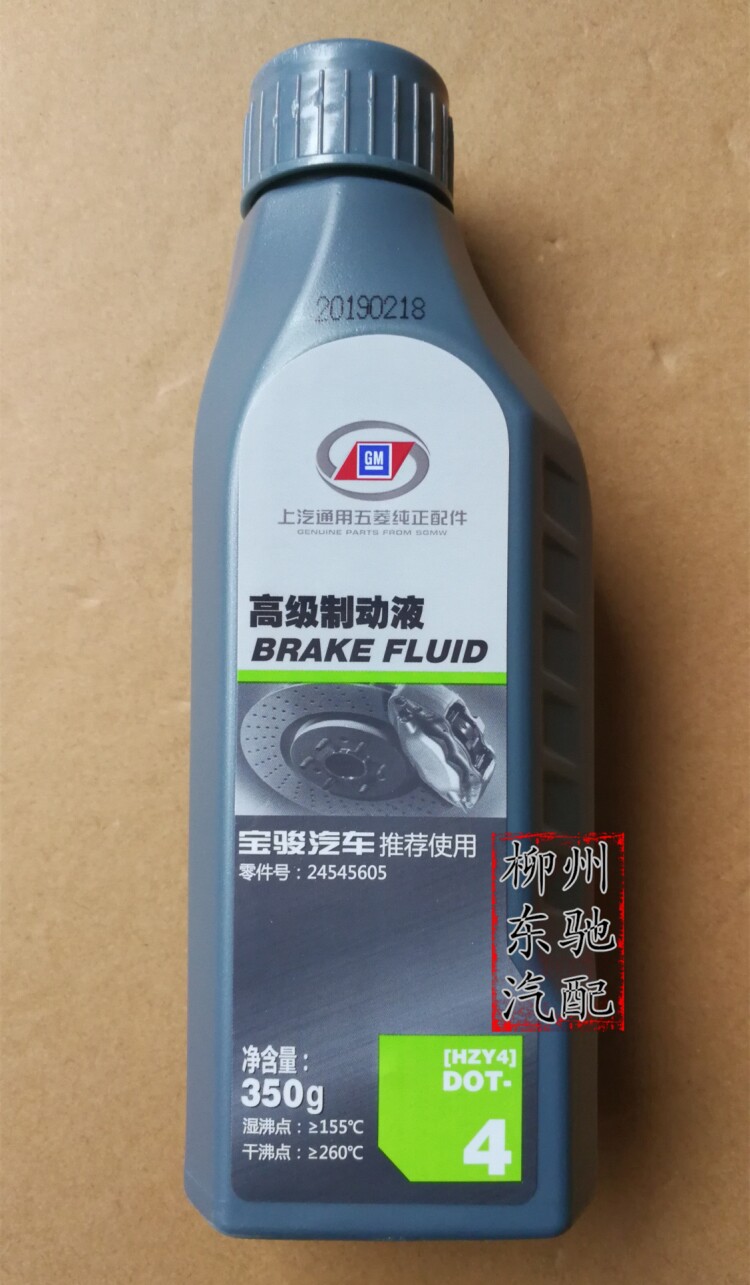 20190218
GM
上汽通用五菱纯正配件
GENUINE PARTS FROM SGMW
高级制动液
BRAKE FLUID
宝骏汽车 推荐使用
零件号：24545605
柳州
东驰
汽配
净含量：
350g
湿沸点：≥155℃
干沸点：≥260℃
[HZY4]
DOT-
4